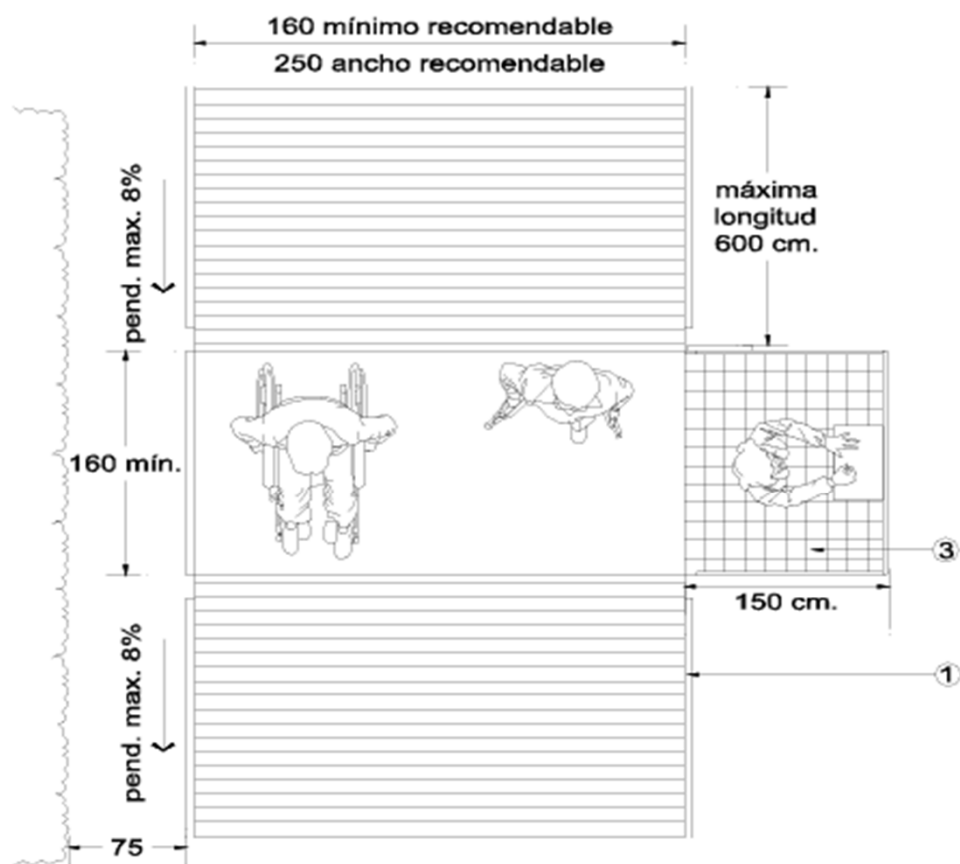 160 mínimo recomendable
250 ancho recomendable
pend. max. 8%
máxima
longitud
600 cm.
160 mín.
3
150 cm.
pend. max. 8%
1
75